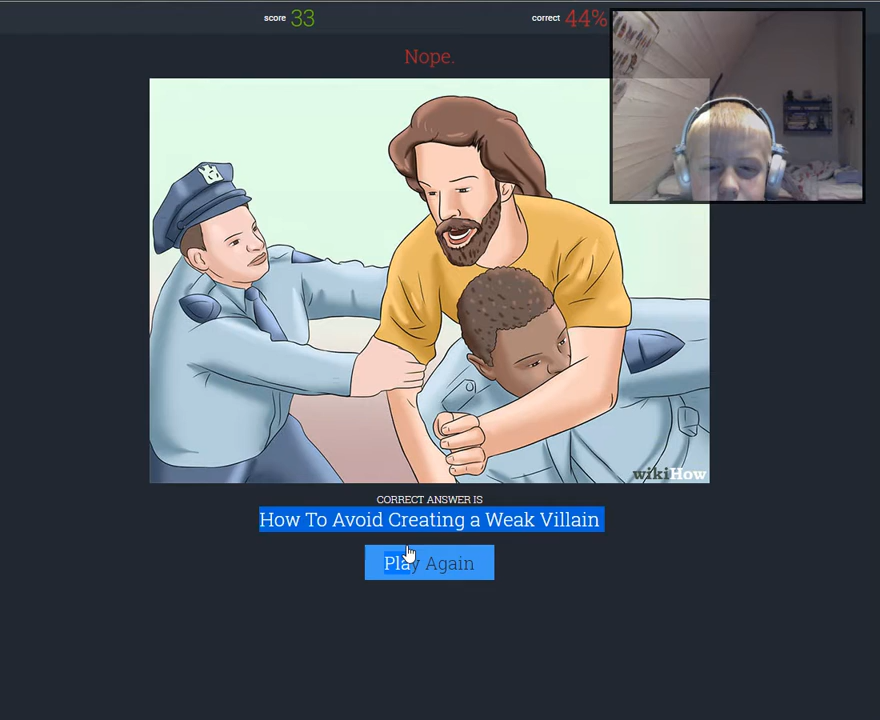 score 33
correct 44%
Nope.
wikiHow
CORRECT ANSWER IS
How To Avoid Creating a Weak Villain
Play Again